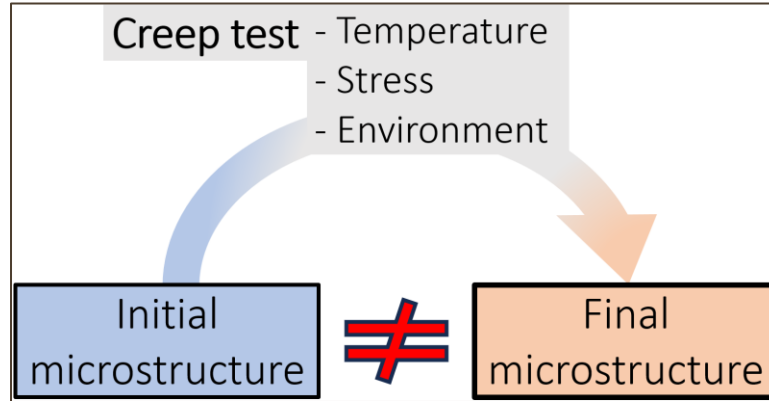 Creep test - Temperature
- Stress
- Environment
Initial
microstructure
≠
Final
microstructure